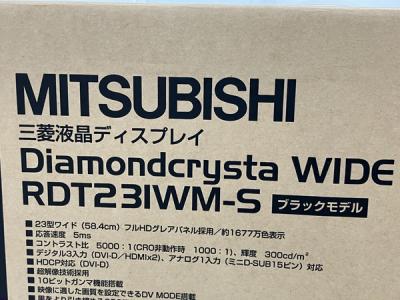 MITSUBISHI
三菱液晶ディスプレイ
Diamondcrysta WIDE
RDT231WM-S ブラックモデル
■ 23型ワイド（58.4cm）フルHDグレアパネル採用／約1677万色表示
■ 応答速度 5ms
■ コントラスト比 5000：1（CRO非動作時 1000：1）、輝度 300cd/m²
■ デジタル3入力（DVI-D／HDMI×2）、アナログ1入力（ミニD-SUB15ピン）対応
■ HDCP対応（DVI-D）
■ 超解像技術採用
■ 10ビットガンマ機能搭載
■ 映像に適した画質を設定できるDV MODE搭載